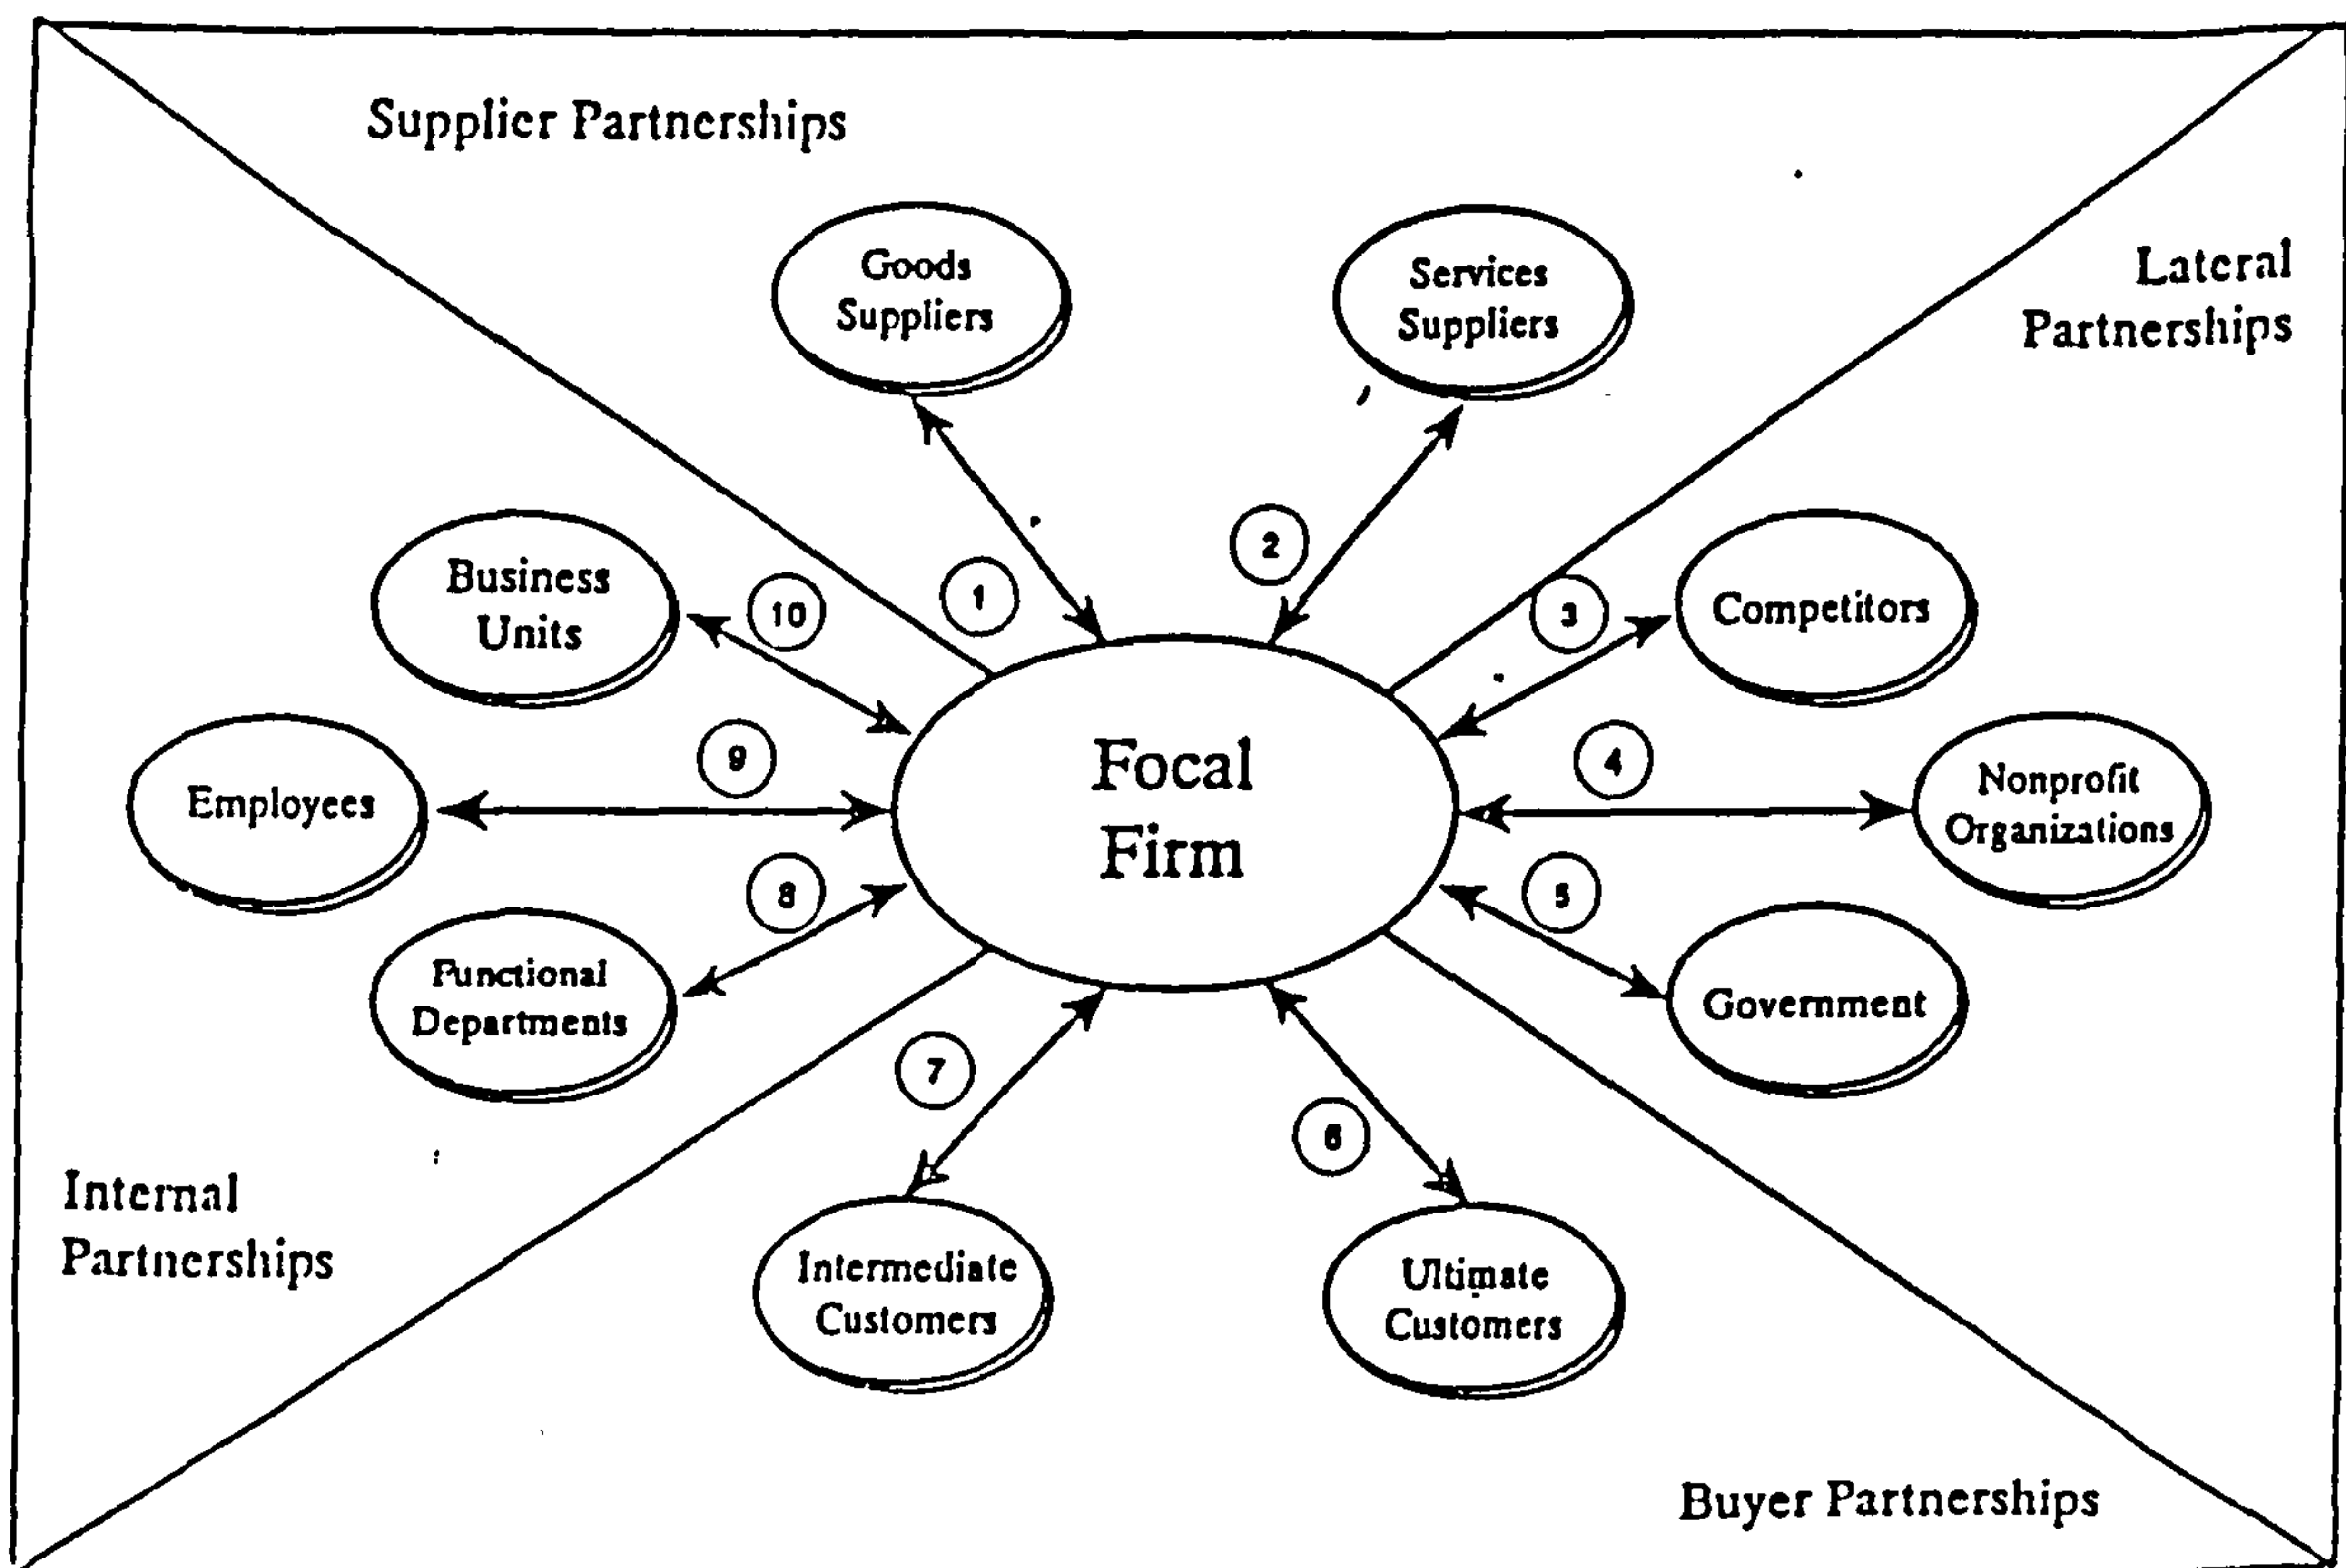 Supplier Partnerships
Goods
Suppliers
Services
Suppliers
Lateral
Partnerships
Business
Units
10
1
2
3
Competitors
9
Employees
Focal
Firm
4
Nonprofit
Organizations
8
Functional
Departments
5
Government
7
6
Internal
Partnerships
Intermediate
Customers
Ultimate
Customers
Buyer Partnerships